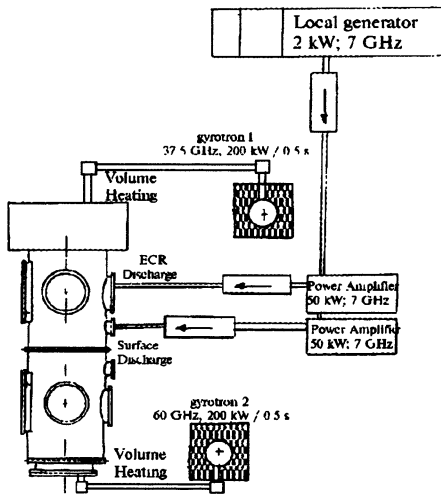 Local generator
2 kW; 7 GHz
gyrotron 1
37.5 GHz, 200 kW / 0.5 s
Volume
Heating
ECR
Discharge
Power Amplifier
50 kW; 7 GHz
Power Amplifier
50 kW; 7 GHz
Surface
Discharge
gyrotron 2
60 GHz, 200 kW / 0.5 s
Volume
Heating